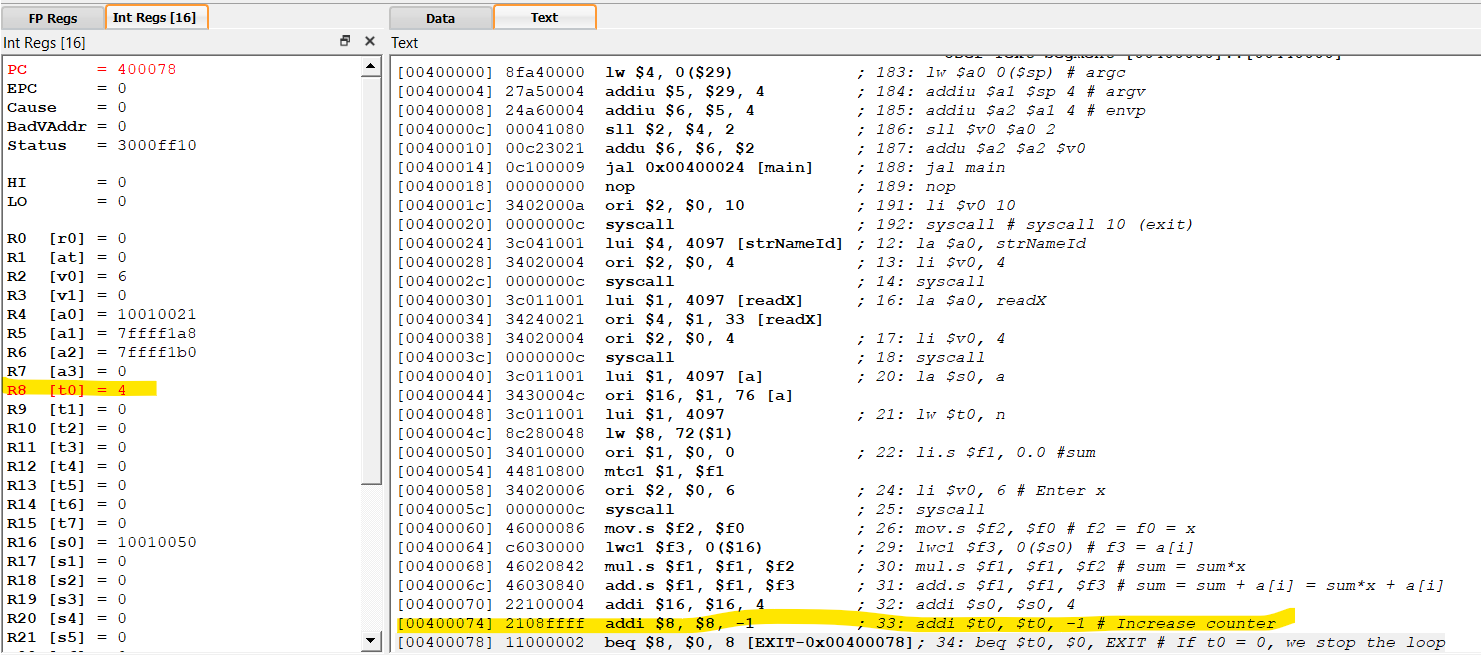 FP Regs
Int Regs [16]
Data
Text
Int Regs [16]
Text
PC = 400078
EPC = 0
Cause = 0
BadVAddr = 0
Status = 3000ff10
HI = 0
LO = 0
R0 [r0] = 0
R1 [at] = 0
R2 [v0] = 6
R3 [v1] = 0
R4 [a0] = 10010021
R5 [a1] = 7ffff1a8
R6 [a2] = 7ffff1b0
R7 [a3] = 0
R8 [t0] = 4
R9 [t1] = 0
R10 [t2] = 0
R11 [t3] = 0
R12 [t4] = 0
R13 [t5] = 0
R14 [t6] = 0
R15 [t7] = 0
R16 [s0] = 10010050
R17 [s1] = 0
R18 [s2] = 0
R19 [s3] = 0
R20 [s4] = 0
R21 [s5] = 0
[00400000] 8fa40000 lw $4, 0($29) ; 183: lw $a0 0($sp) # argc
[00400004] 27a50004 addiu $5, $29, 4 ; 184: addiu $a1 $sp 4 # argv
[00400008] 24a60004 addiu $6, $5, 4 ; 185: addiu $a2 $a1 4 # envp
[0040000c] 00041080 sll $2, $4, 2 ; 186: sll $v0 $a0 2
[00400010] 00c23021 addu $6, $6, $2 ; 187: addu $a2 $a2 $v0
[00400014] 0c100009 jal 0x00400024 [main] ; 188: jal main
[00400018] 00000000 nop ; 189: nop
[0040001c] 3402000a ori $2, $0, 10 ; 191: li $v0 10
[00400020] 0000000c syscall ; 192: syscall # syscall 10 (exit)
[00400024] 3c041001 lui $4, 4097 [strNameId] ; 12: la $a0, strNameId
[00400028] 34020004 ori $2, $0, 4 ; 13: li $v0, 4
[0040002c] 0000000c syscall ; 14: syscall
[00400030] 3c011001 lui $1, 4097 [readX] ; 16: la $a0, readX
[00400034] 34240021 ori $4, $1, 33 [readX]
[00400038] 34020004 ori $2, $0, 4 ; 17: li $v0, 4
[0040003c] 0000000c syscall ; 18: syscall
[00400040] 3c011001 lui $1, 4097 [a] ; 20: la $s0, a
[00400044] 3430004c ori $16, $1, 76 [a]
[00400048] 3c011001 lui $1, 4097 ; 21: lw $t0, n
[0040004c] 8c280048 lw $8, 72($1)
[00400050] 34010000 ori $1, $0, 0 ; 22: li.s $f1, 0.0 #sum
[00400054] 44810800 mtc1 $1, $f1
[00400058] 34020006 ori $2, $0, 6 ; 24: li $v0, 6 # Enter x
[0040005c] 0000000c syscall ; 25: syscall
[00400060] 46000086 mov.s $f2, $f0 ; 26: mov.s $f2, $f0 # f2 = f0 = x
[00400064] c6030000 lwc1 $f3, 0($16) ; 29: lwc1 $f3, 0($s0) # f3 = a[i]
[00400068] 46020842 mul.s $f1, $f1, $f2 ; 30: mul.s $f1, $f1, $f2 # sum = sum*x
[0040006c] 46030840 add.s $f1, $f1, $f3 ; 31: add.s $f1, $f1, $f3 # sum = sum + a[i] = sum*x + a[i]
[00400070] 22100004 addi $16, $16, 4 ; 32: addi $s0, $s0, 4
[00400074] 2108ffff addi $8, $8, -1 ; 33: addi $t0, $t0, -1 # Increase counter
[00400078] 11000002 beq $8, $0, 8 [EXIT-0x00400078]; 34: beq $t0, $0, EXIT # If t0 = 0, we stop the loop